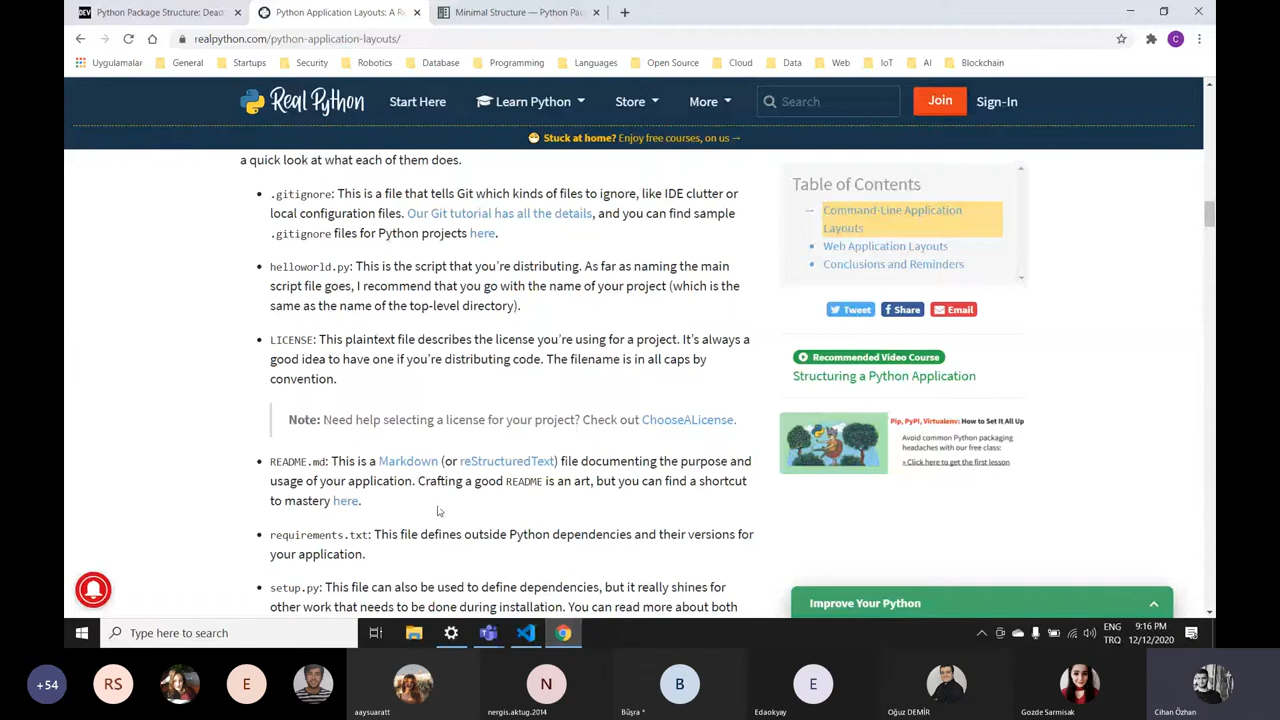 DEV Python Package Structure: Dead
Python Application Layouts: A R
Minimal Structure — Python Pac
realpython.com/python-application-layouts/
C
Uygulamalar General Startups Security Robotics Database Programming Languages Open Source Cloud Data Web IoT AI Blockchain
Real Python Start Here Learn Python Store More Search Join Sign-In
Stuck at home? Enjoy free courses, on us →
a quick look at what each of them does.
• .gitignore: This is a file that tells Git which kinds of files to ignore, like IDE clutter or
local configuration files. Our Git tutorial has all the details, and you can find sample
.gitignore files for Python projects here.
• helloworld.py: This is the script that you’re distributing. As far as naming the main
script file goes, I recommend that you go with the name of your project (which is the
same as the name of the top-level directory).
• LICENSE: This plaintext file describes the license you’re using for a project. It’s always a
good idea to have one if you’re distributing code. The filename is in all caps by
convention.
Note: Need help selecting a license for your project? Check out ChooseALicense.
• README.md: This is a Markdown (or reStructuredText) file documenting the purpose and
usage of your application. Crafting a good README is an art, but you can find a shortcut
to mastery here.
• requirements.txt: This file defines outside Python dependencies and their versions for
your application.
• setup.py: This file can also be used to define dependencies, but it really shines for
other work that needs to be done during installation. You can read more about both
Table of Contents
→ Command-Line Application
Layouts
Web Application Layouts
Conclusions and Reminders
Tweet Share Email
Recommended Video Course
Structuring a Python Application
Pip, PyPI, Virtualenv: How to Set It All Up
Avoid common Python packaging
headaches with our free class:
» Click here to get the first lesson
Improve Your Python
Type here to search
ENG
TRQ
9:16 PM
12/12/2020
+54
RS
E
N
B
E
aaysuaratt
nergis.aktug.2014
Büşra *
Edaokyay
Oğuz DEMİR
Gozde Sarmisak
Cihan Özhan